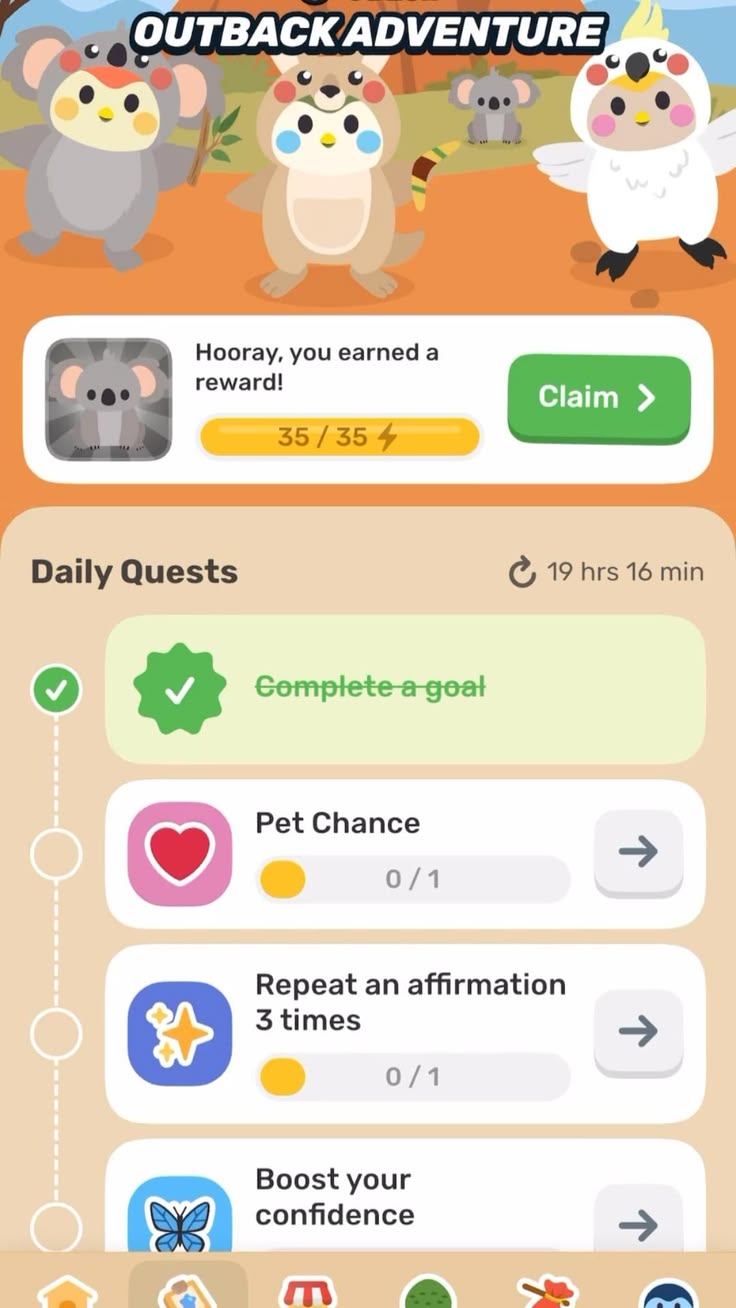 OUTBACK ADVENTURE
Hooray, you earned a
reward!
35 / 35
Claim
Daily Quests
19 hrs 16 min
Complete a goal
Pet Chance
0 / 1
Repeat an affirmation
3 times
0 / 1
Boost your
confidence